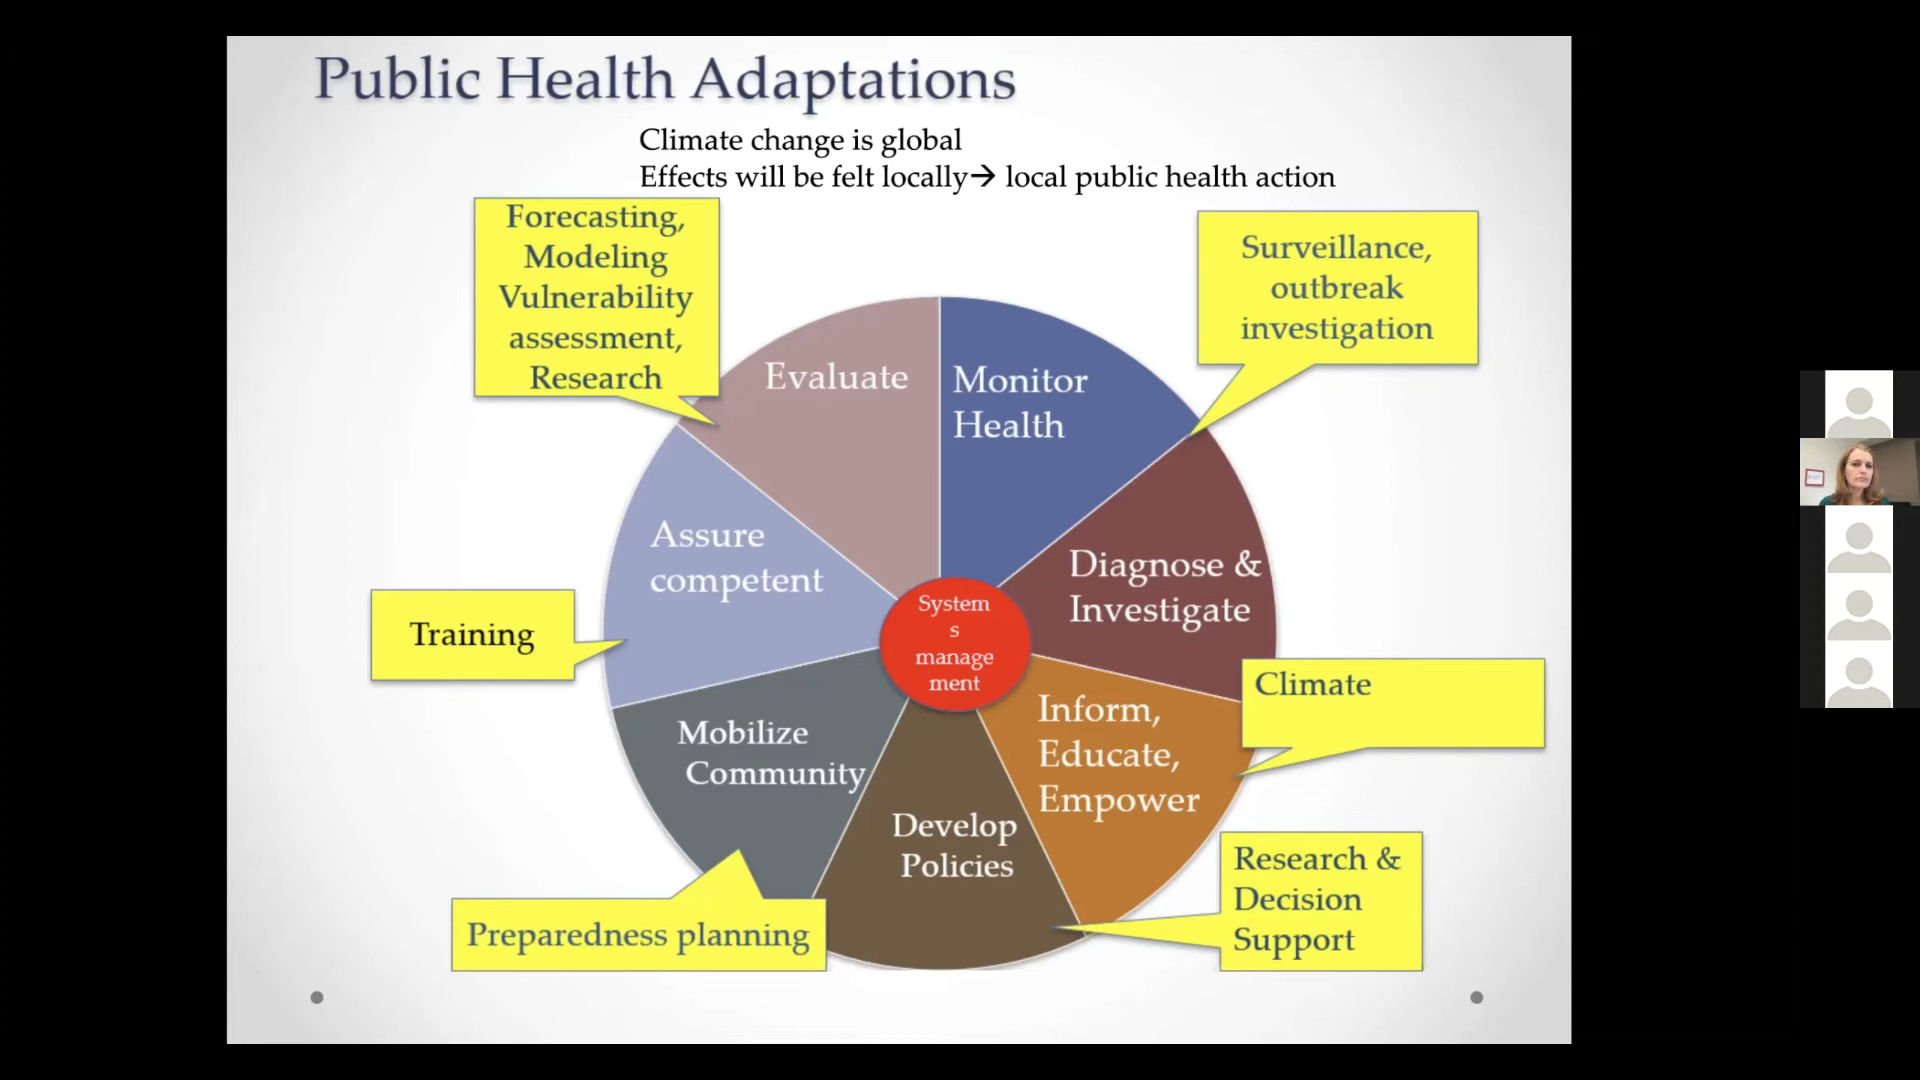 Public Health Adaptations
Climate change is global
Effects will be felt locally→ local public health action
Forecasting,
Modeling
Vulnerability
assessment,
Research
Surveillance,
outbreak
investigation
Evaluate
Monitor
Health
Assure
competent
Diagnose &
Investigate
System
s
manage
ment
Training
Climate
Mobilize
Community
Inform,
Educate,
Empower
Develop
Policies
Research &
Decision
Support
Preparedness planning